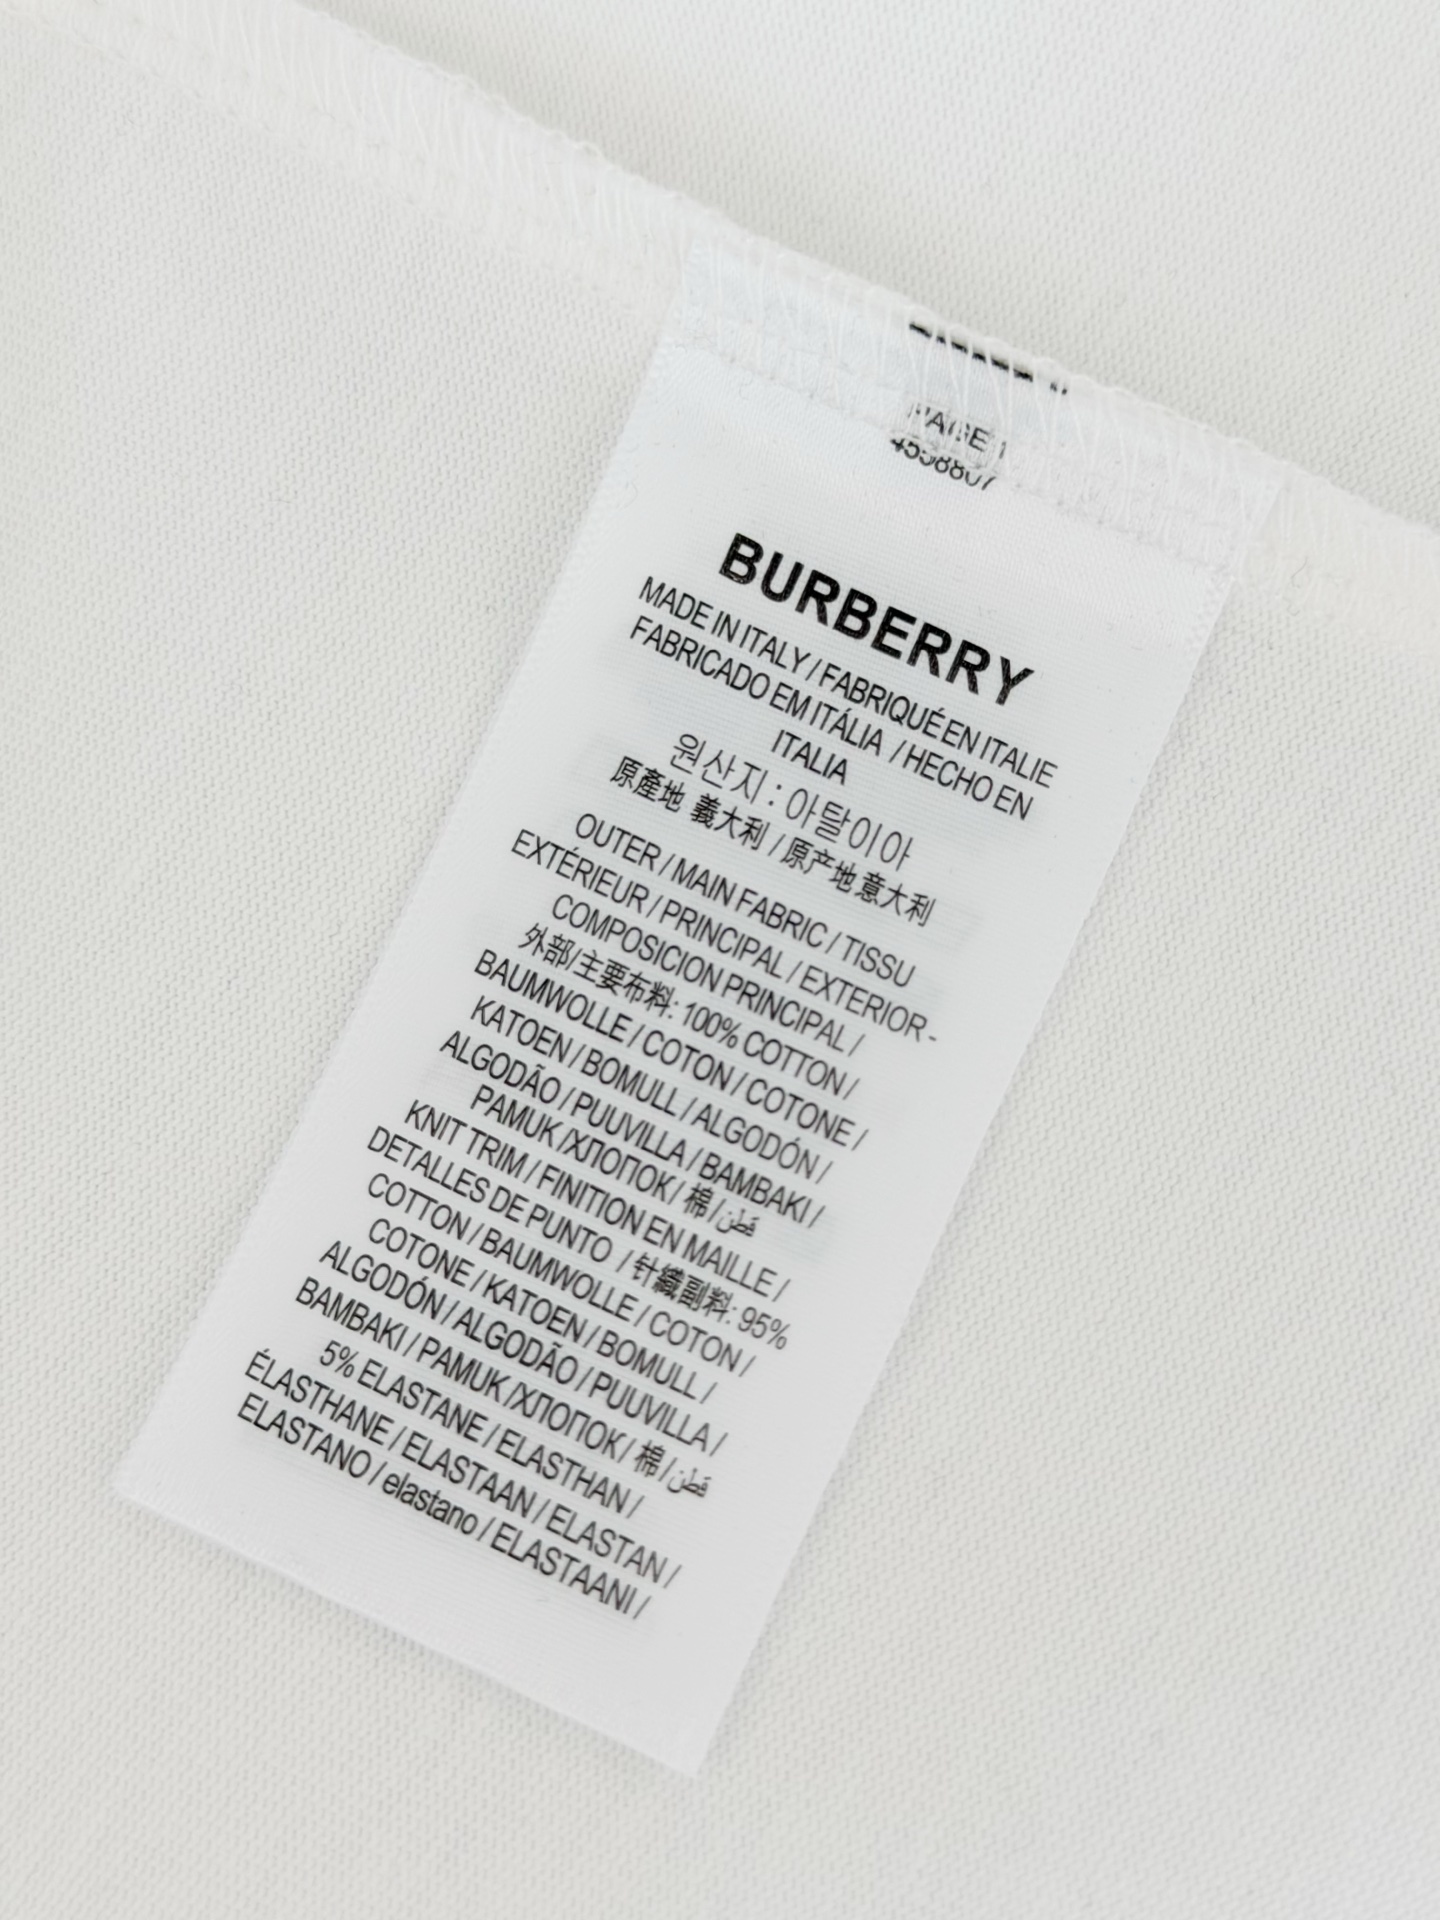 PAGE 1
BURBERRY
MADE IN ITALY / FABRIQUÉ EN ITALIE
FABRICADO EM ITÁLIA / HECHO EN
ITALIA
원산지 : 아탈이아
原產地 義大利 / 原产地 意大利
OUTER / MAIN FABRIC / TISSU
EXTÉRIEUR / PRINCIPAL / EXTERIOR -
COMPOSICION PRINCIPAL /
外部/主要布料: 100% COTTON /
BAUMWOLLE / COTON / COTONE /
KATOEN / BOMULL / ALGODÓN /
ALGODÃO / PUUVILLA / BAMBAKI /
PAMUK /ХЛОПОК/ 棉/قطن
KNIT TRIM / FINITION EN MAILLE /
DETALLES DE PUNTO / 针織副料: 95%
COTTON / BAUMWOLLE / COTON /
COTONE / KATOEN / BOMULL /
ALGODÓN / ALGODÃO / PUUVILLA /
BAMBAKI / PAMUK /ХЛОПОК/ 棉/قطن
5% ELASTANE / ELASTHAN /
ÉLASTHANE / ELASTAAN / ELASTAN /
ELASTANO / elastano / ELASTAANI /